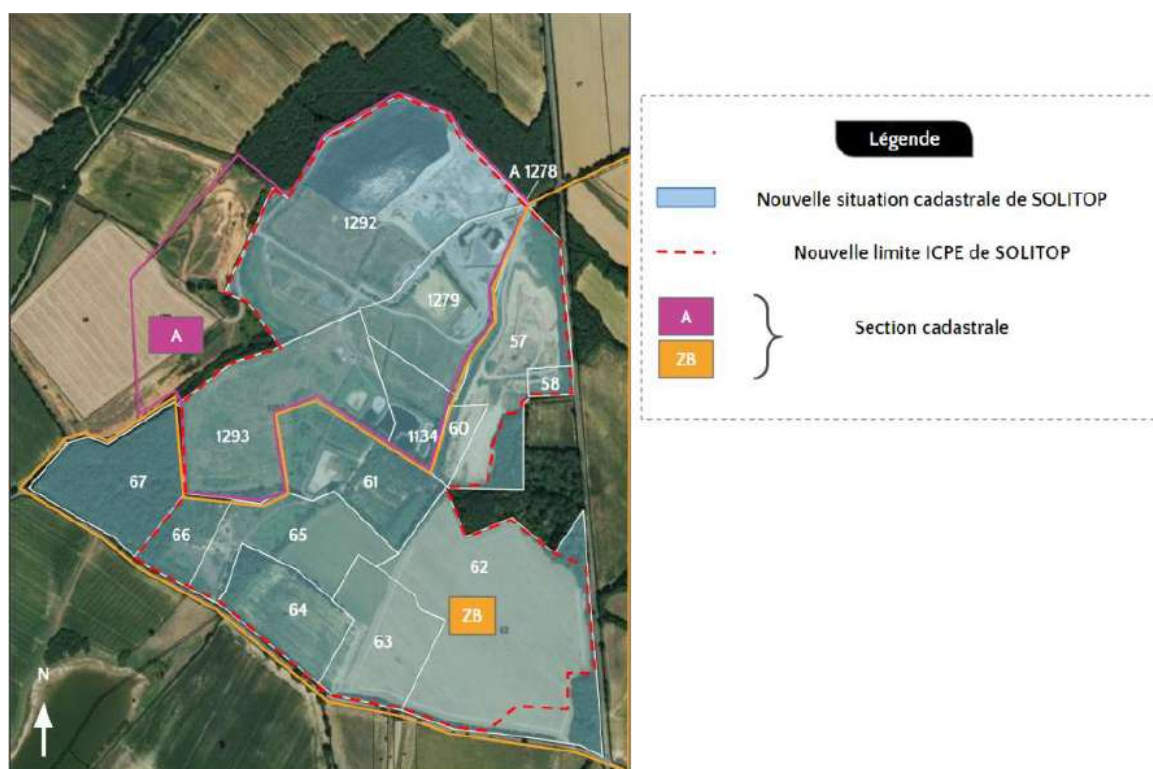 A 1278
1292
1279
A
57
58
1293
1134
60
67
61
66
65
62
64
ZB
63
N
Légende
Nouvelle situation cadastrale de SOLITOP
Nouvelle limite ICPE de SOLITOP
A
Section cadastrale
ZB